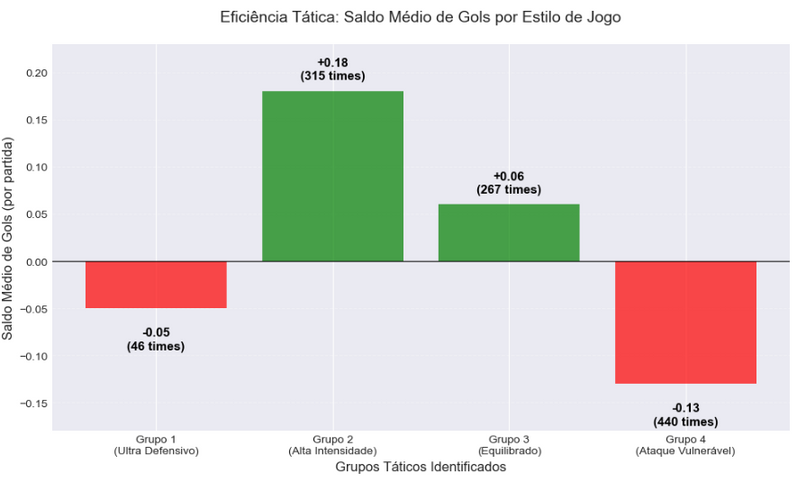 Eficiência Tática: Saldo Médio de Gols por Estilo de Jogo
Saldo Médio de Gols (por partida)
0.20
0.15
0.10
0.05
0.00
−0.05
−0.10
−0.15
-0.05
(46 times)
+0.18
(315 times)
+0.06
(267 times)
-0.13
(440 times)
Grupo 1
(Ultra Defensivo)
Grupo 2
(Alta Intensidade)
Grupo 3
(Equilibrado)
Grupo 4
(Ataque Vulnerável)
Grupos Táticos Identificados